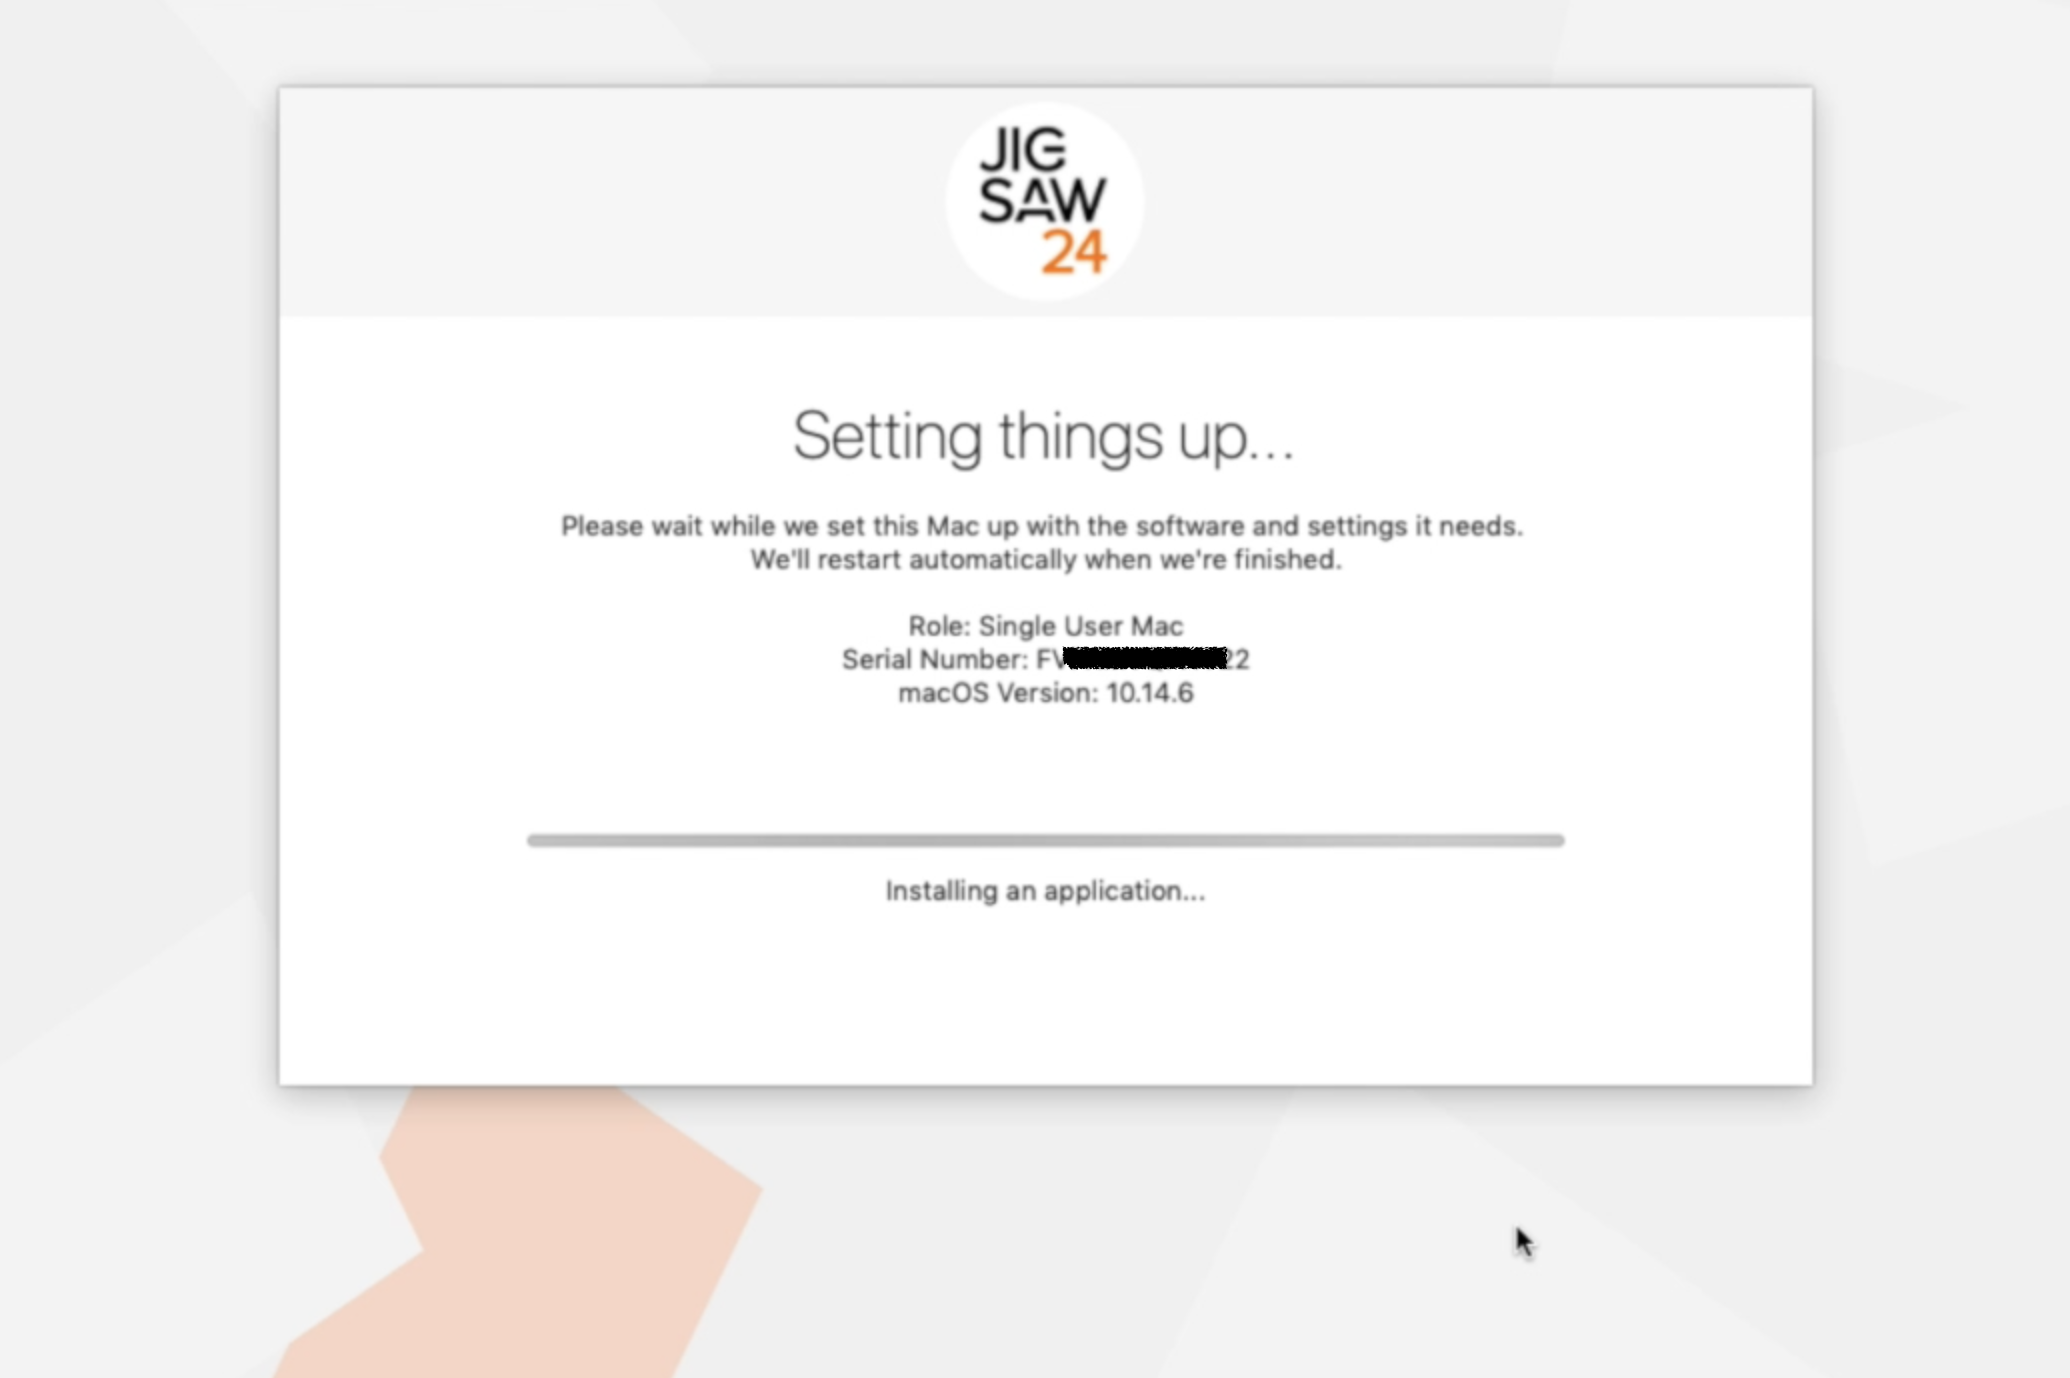 JIG
SAW
24
Setting things up...
Please wait while we set this Mac up with the software and settings it needs.
We'll restart automatically when we're finished.
Role: Single User Mac
Serial Number: FV 22
macOS Version: 10.14.6
Installing an application...